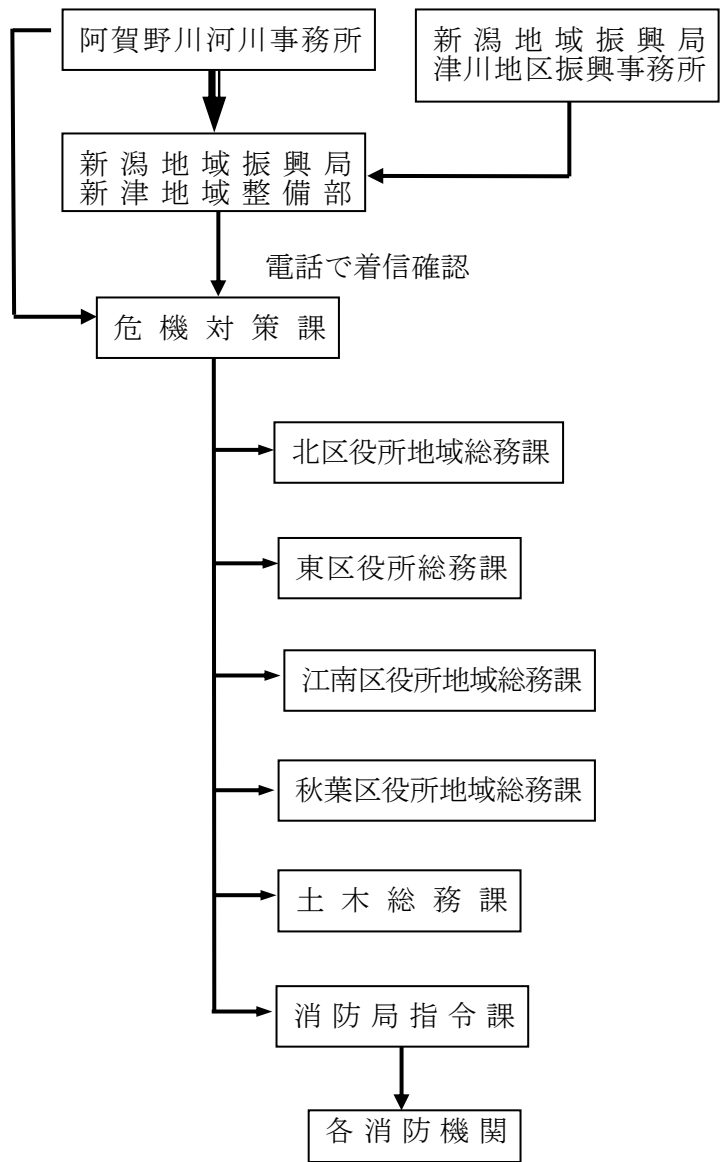 阿賀野川河川事務所
新潟地域振興局
津川地区振興事務所
新潟地域振興局
新津地域整備部
電話で着信確認
危機対策課
北区役所地域総務課
東区役所総務課
江南区役所地域総務課
秋葉区役所地域総務課
土木総務課
消防局指令課
各消防機関